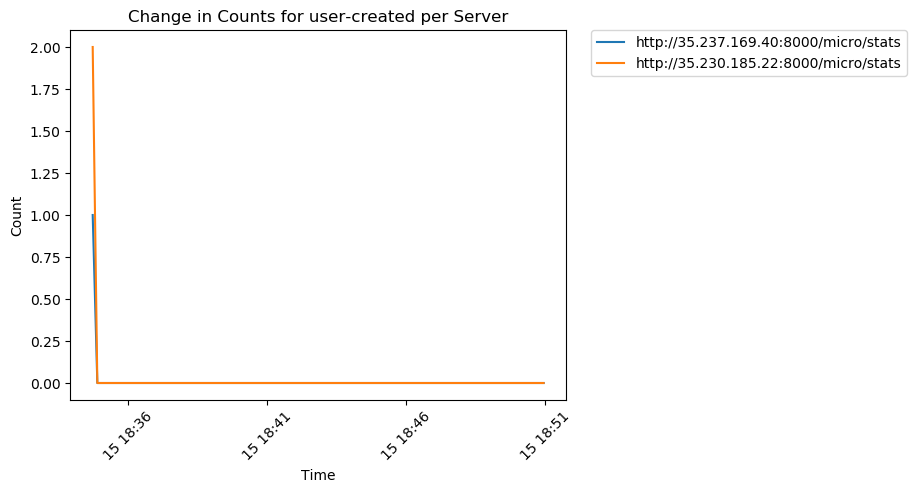 Change in Counts for user-created per Server
http://35.237.169.40:8000/micro/stats
http://35.230.185.22:8000/micro/stats
2.00
1.75
1.50
1.25
1.00
0.75
0.50
0.25
0.00
Count
15 18:36
15 18:41
15 18:46
15 18:51
Time